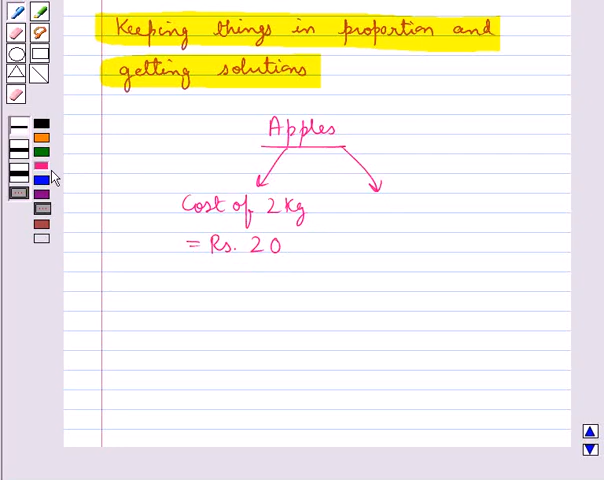 Keeping things in proportion and
getting solutions
Apples
Cost of 2 Kg
= Rs. 20